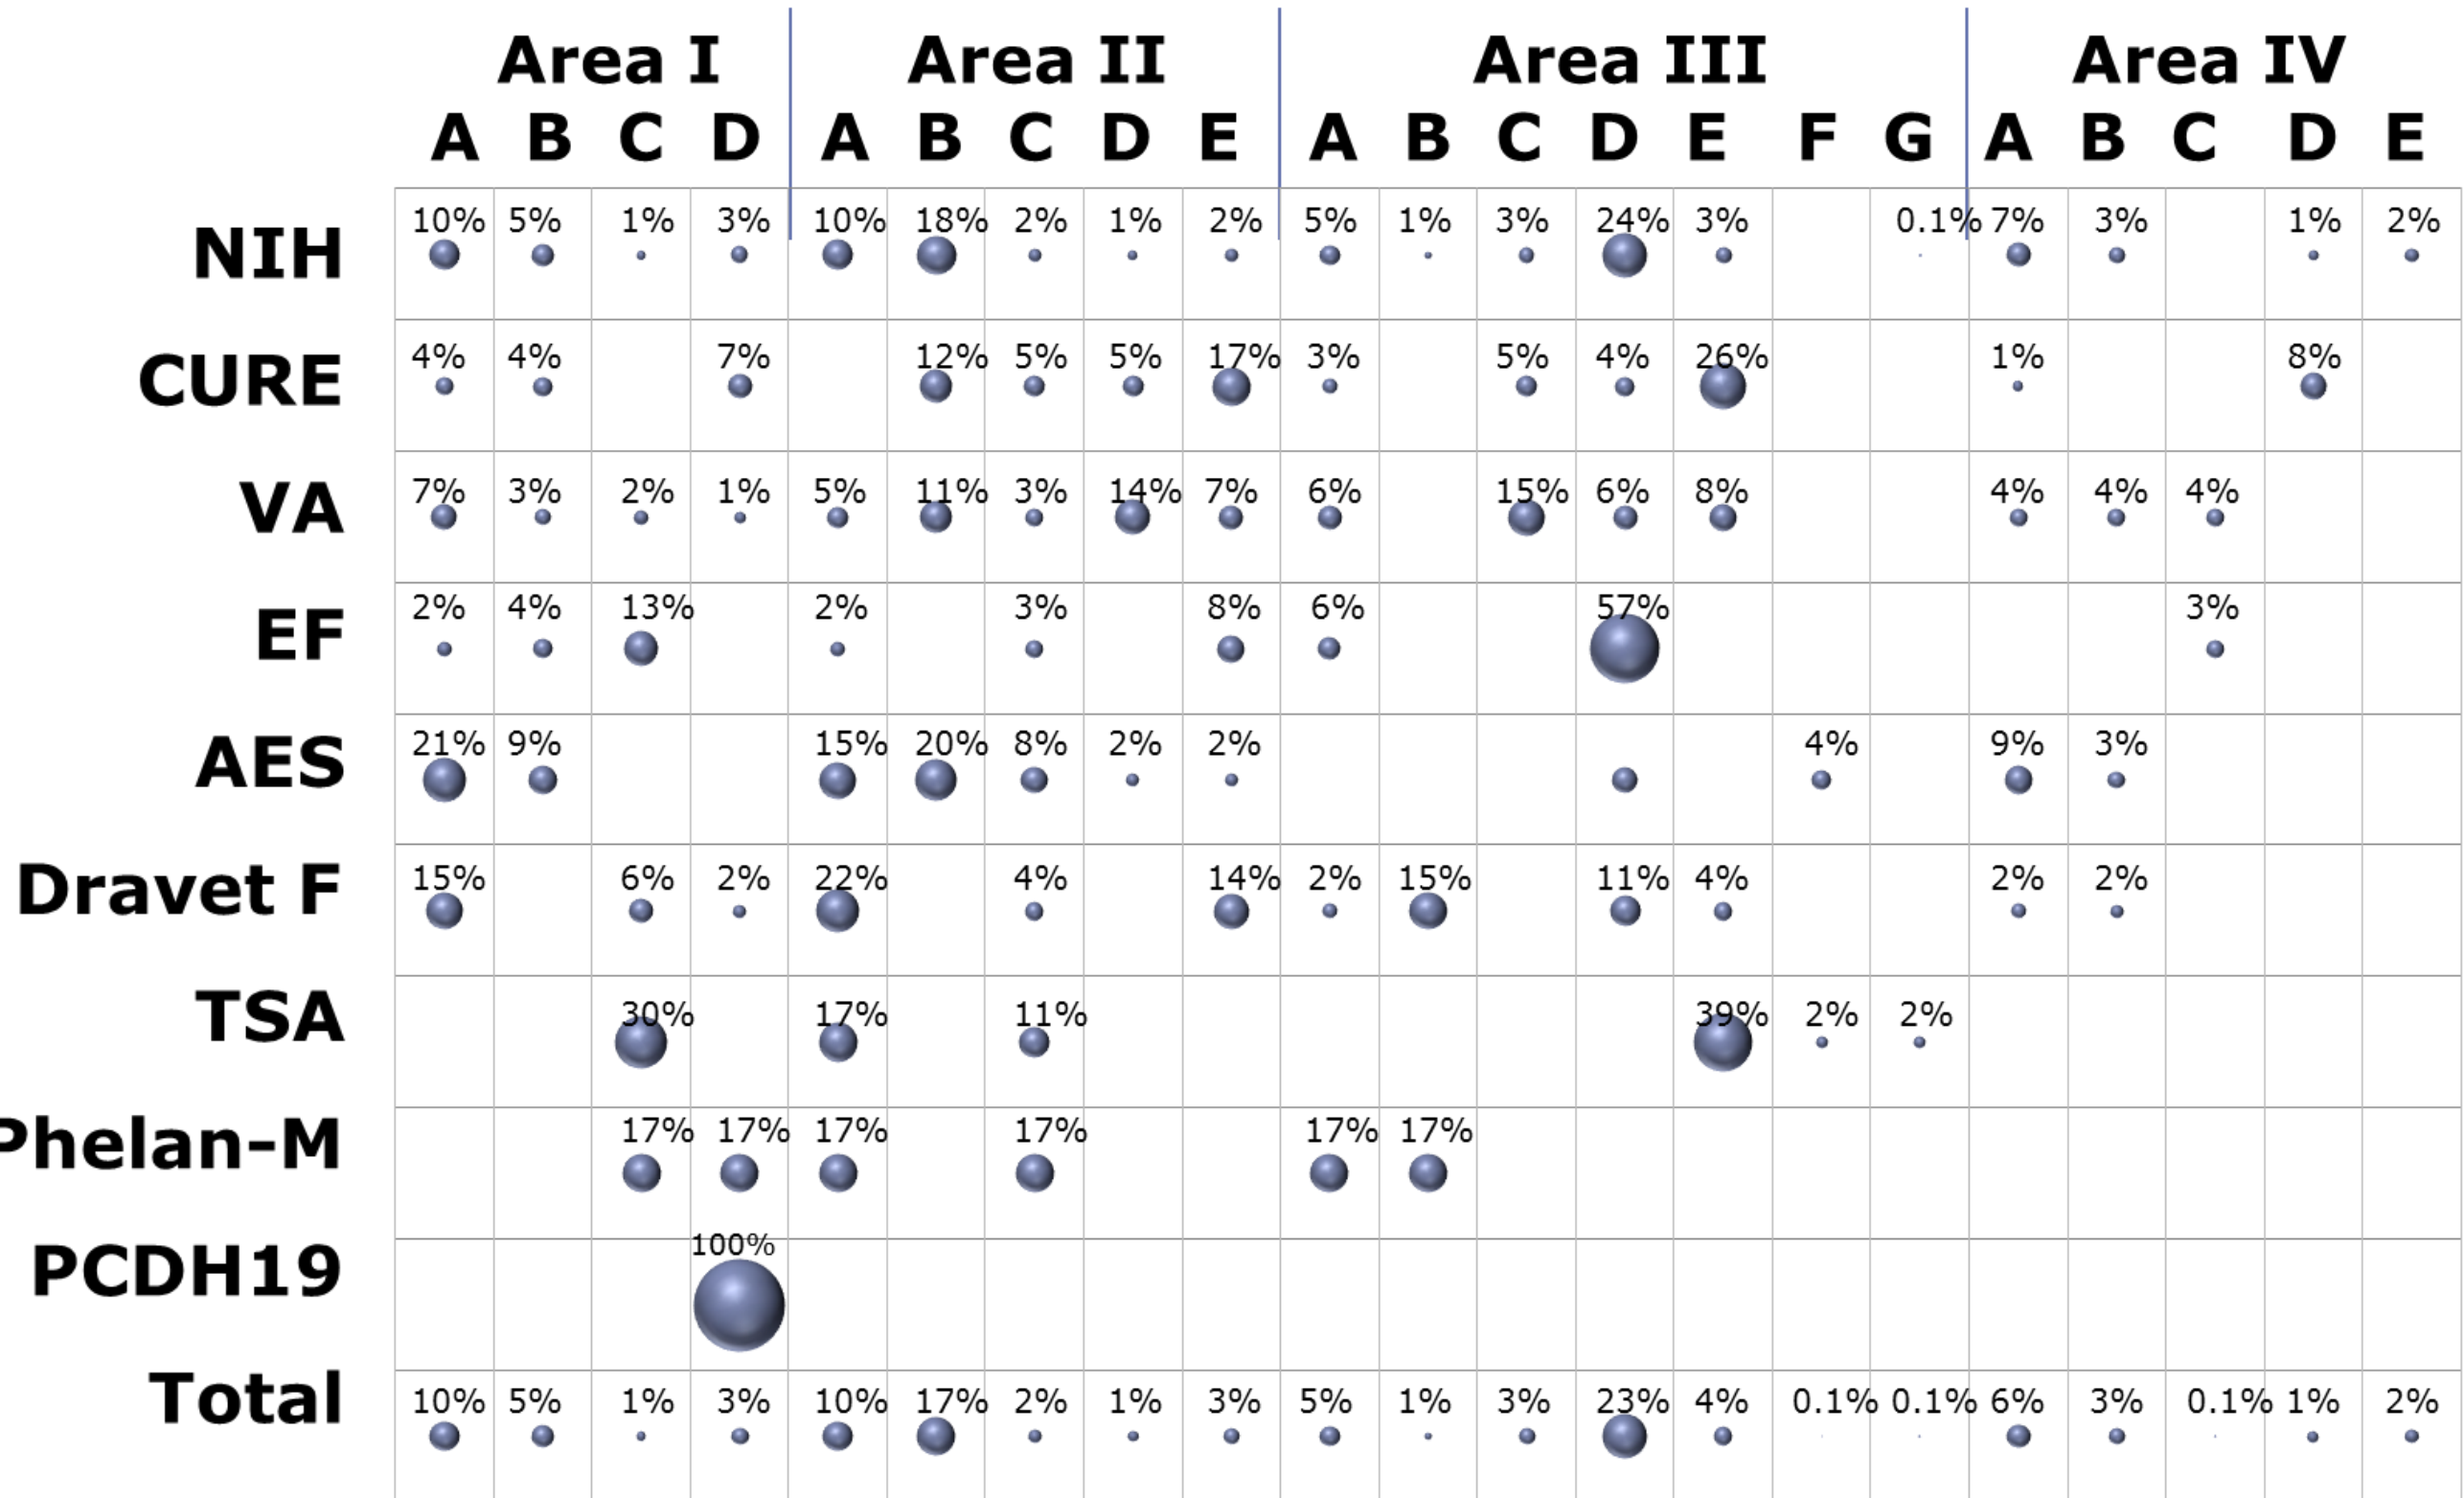 Area I Area II Area III Area IV
A B C D A B C D E A B C D E F G A B C D E
NIH 10% 5% 1% 3% 10% 18% 2% 1% 2% 5% 1% 3% 24% 3% 0.1% 7% 3% 1% 2%
CURE 4% 4% 7% 12% 5% 5% 17% 3% 5% 4% 26% 1% 8%
VA 7% 3% 2% 1% 5% 11% 3% 14% 7% 6% 15% 6% 8% 4% 4% 4%
EF 2% 4% 13% 2% 3% 8% 6% 57% 3%
AES 21% 9% 15% 20% 8% 2% 2% 4% 9% 3%
Dravet F 15% 6% 2% 22% 4% 14% 2% 15% 11% 4% 2% 2%
TSA 30% 17% 11% 39% 2% 2%
Phelan-M 17% 17% 17% 17% 17% 17%
PCDH19 100%
Total 10% 5% 1% 3% 10% 17% 2% 1% 3% 5% 1% 3% 23% 4% 0.1% 0.1% 6% 3% 0.1% 1% 2%